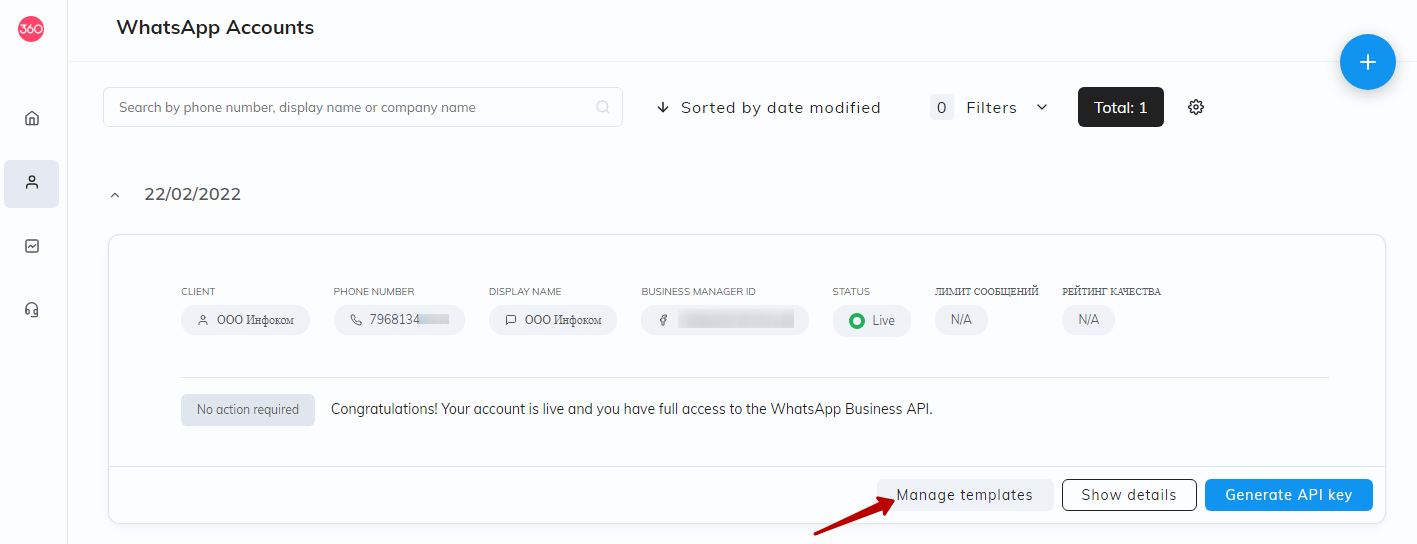 360
WhatsApp Accounts
Search by phone number, display name or company name
Sorted by date modified
0 Filters
Total: 1
22/02/2022
CLIENT PHONE NUMBER DISPLAY NAME BUSINESS MANAGER ID STATUS ЛИМИТ СООБЩЕНИЙ РЕЙТИНГ КАЧЕСТВА
ООО Инфоком 7968134 ООО Инфоком Live N/A N/A
No action required Congratulations! Your account is live and you have full access to the WhatsApp Business API.
Manage templates Show details Generate API key